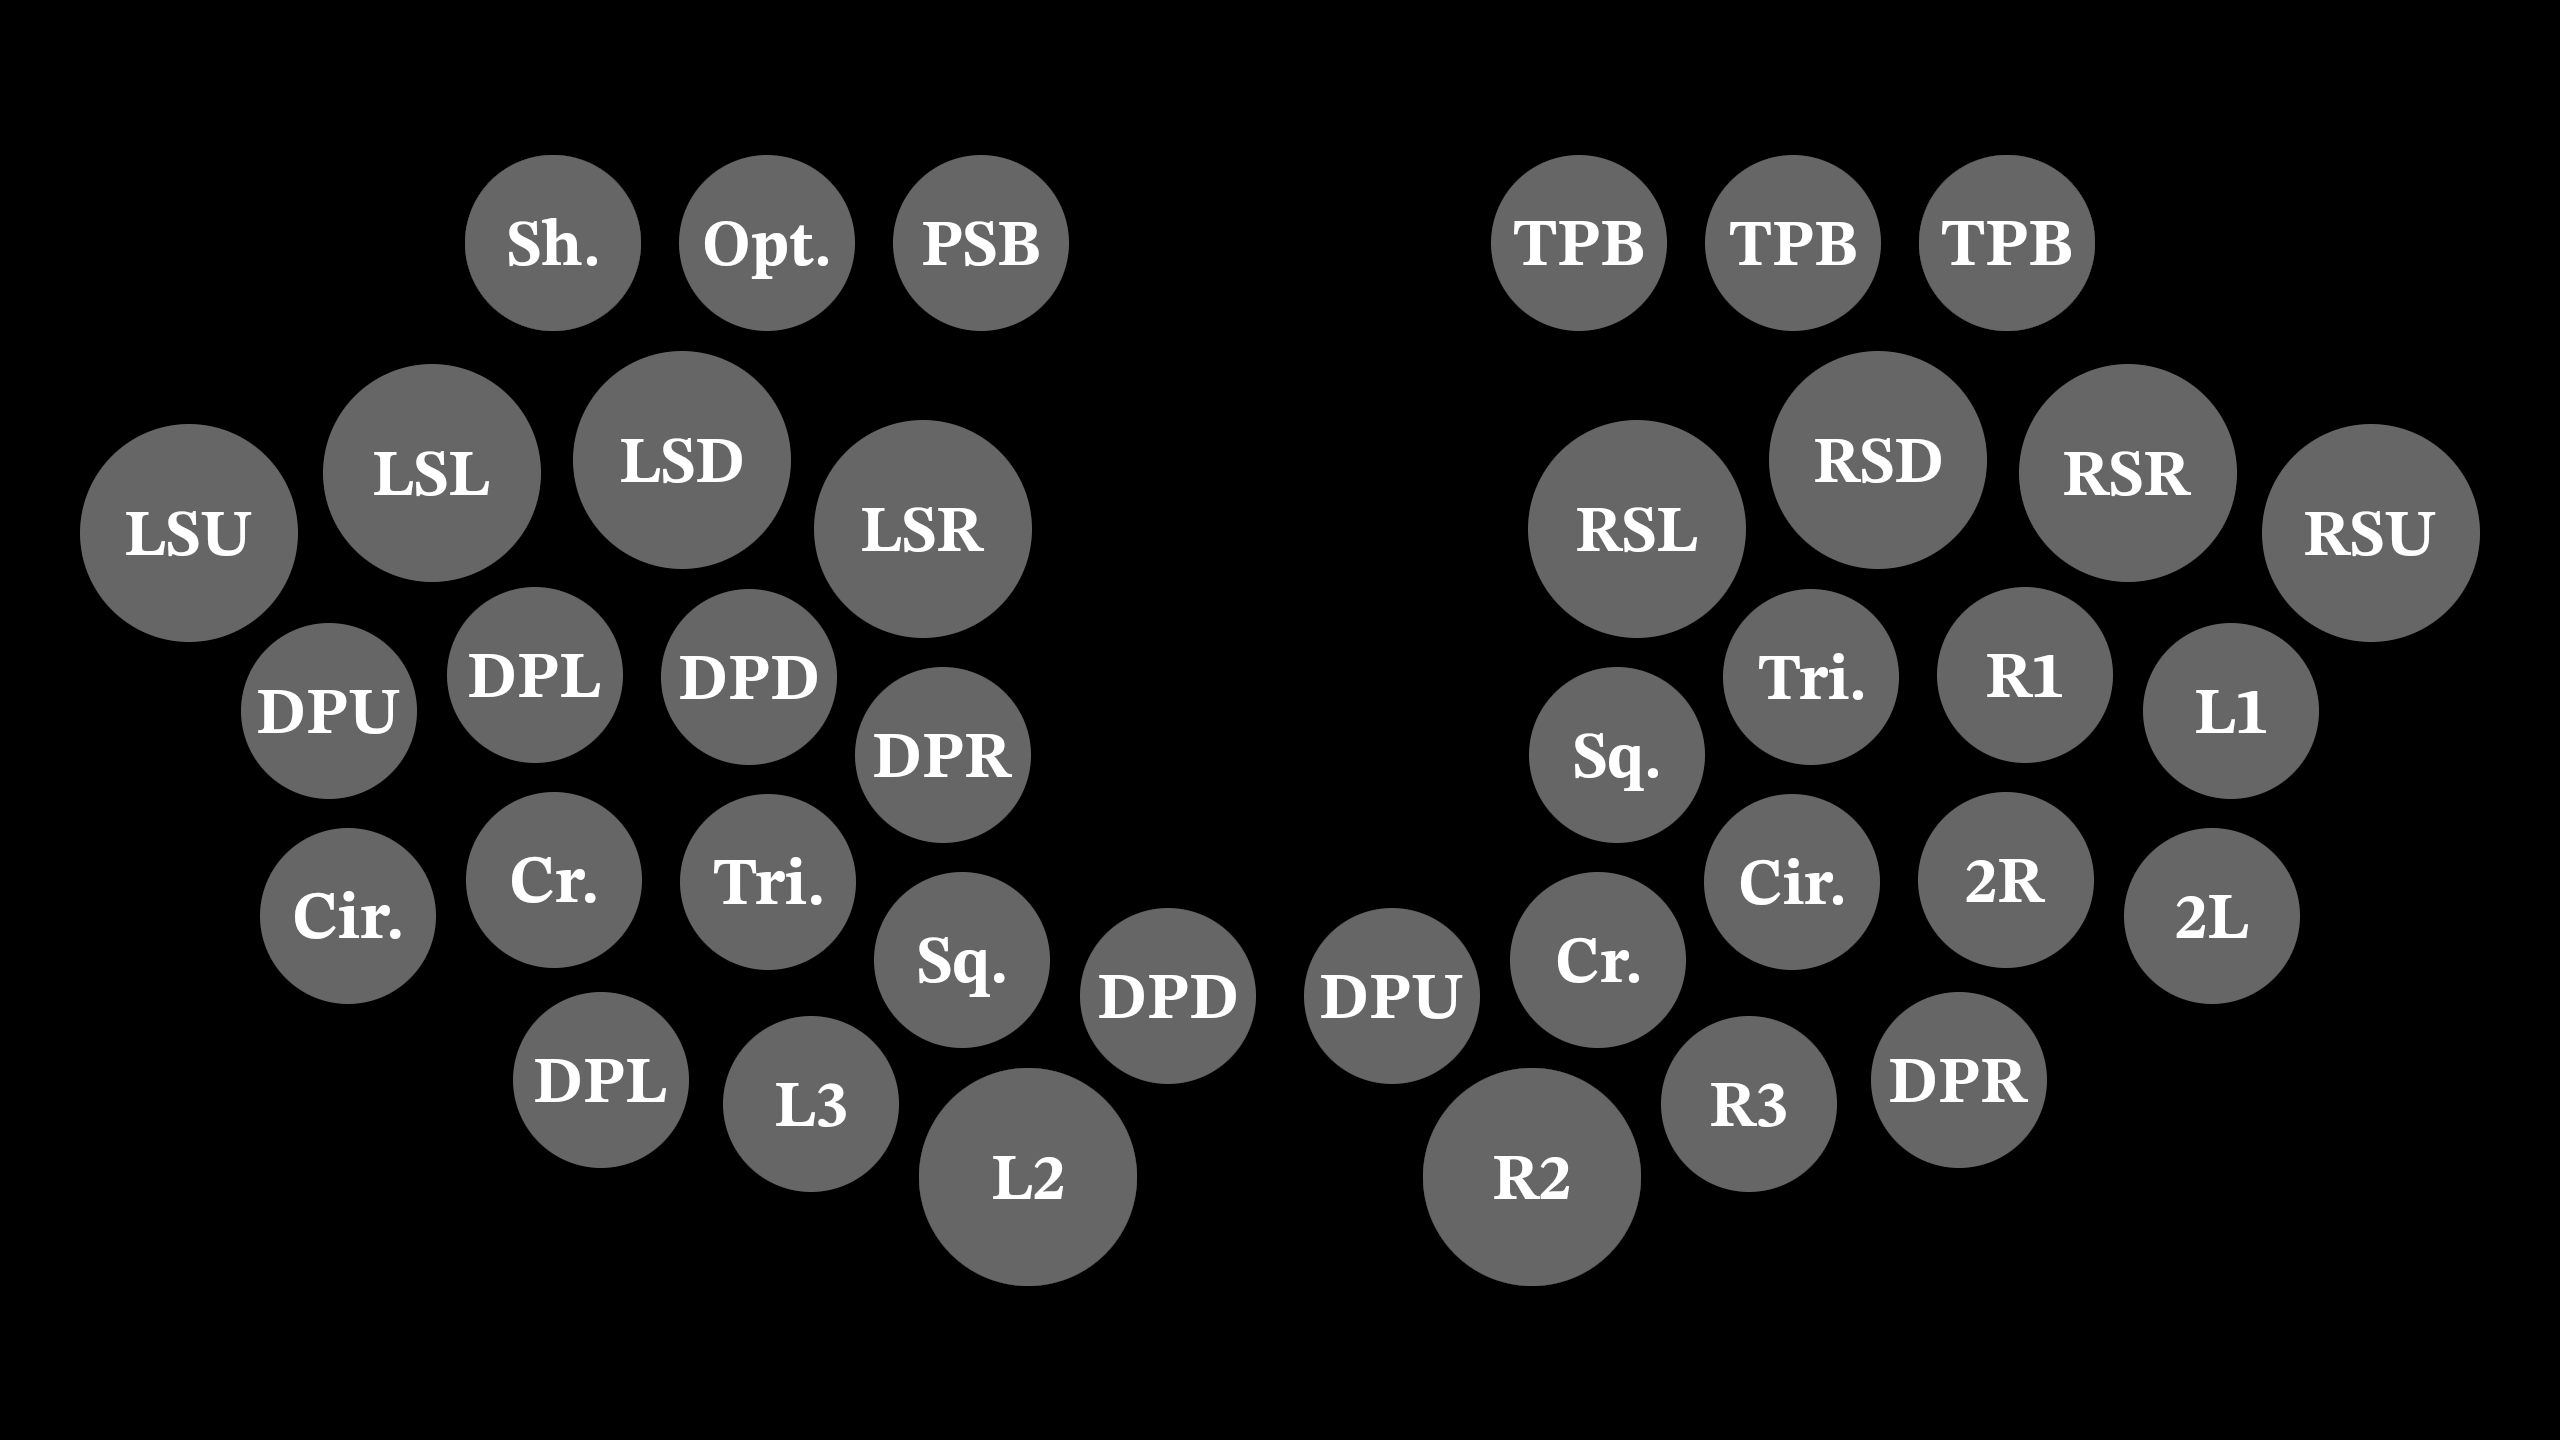 Sh. Opt. PSB TPB TPB TPB
LSU LSL LSD LSR RSL RSD RSR RSU
DPU DPL DPD DPR Sq. Tri. R1 L1
Cir. Cr. Tri. Sq. DPD DPU Cr. Cir. 2R 2L
DPL L3 L2 R2 R3 DPR